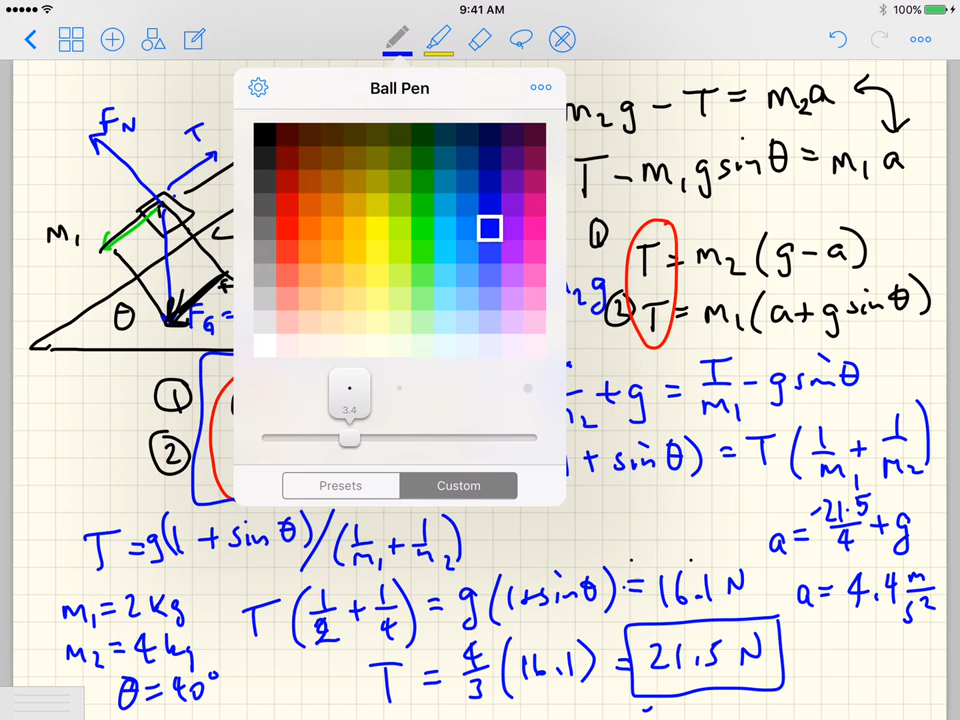 9:41 AM
100%
Ball Pen
3.4
Presets
Custom
m₂g - T = m₂a
T - m₁g sin θ = m₁a
F_N
T
m₁
θ
F_G =
m₂g
① T = m₂(g-a)
② T = m₁(a+g sin θ)
①
②
+g = T/m₁ - g sin θ
+ sin θ) = T(1/m₁ + 1/m₂)
T = g(1 + sin θ)/(1/m₁ + 1/m₂)
a = -21.5/4 + g
m₁ = 2 kg
T(1/2 + 1/4) = g(1+sin θ) = 16.1 N
a = 4.4 m/s²
m₂ = 4 kg
T = 4/3 (16.1) = 21.5 N
θ = 40°